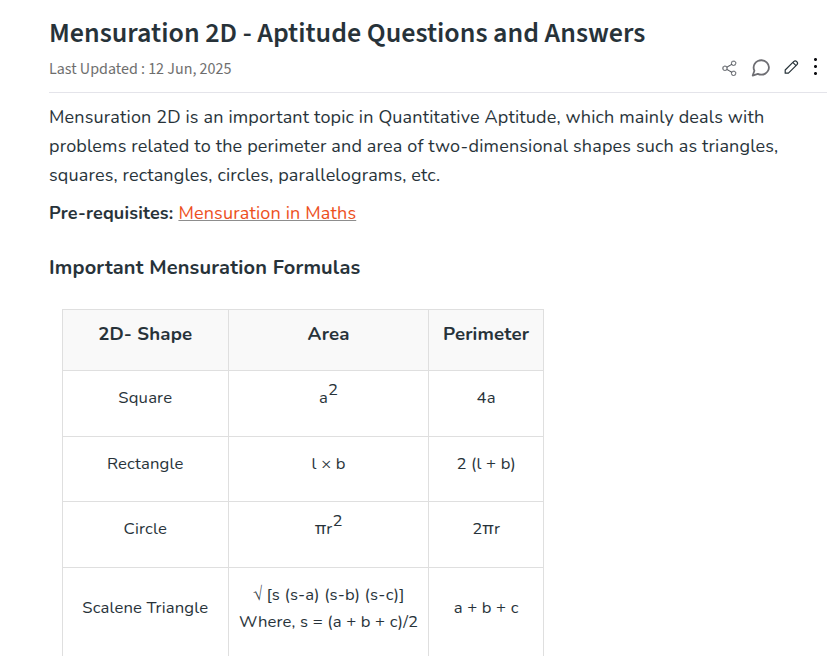 Mensuration 2D - Aptitude Questions and Answers
Last Updated : 12 Jun, 2025
Mensuration 2D is an important topic in Quantitative Aptitude, which mainly deals with
problems related to the perimeter and area of two-dimensional shapes such as triangles,
squares, rectangles, circles, parallelograms, etc.
Pre-requisites: Mensuration in Maths
Important Mensuration Formulas
2D- Shape Area Perimeter
Square a² 4a
Rectangle l × b 2 (l + b)
Circle πr² 2πr
Scalene Triangle √ [s (s-a) (s-b) (s-c)] a + b + c
Where, s = (a + b + c)/2